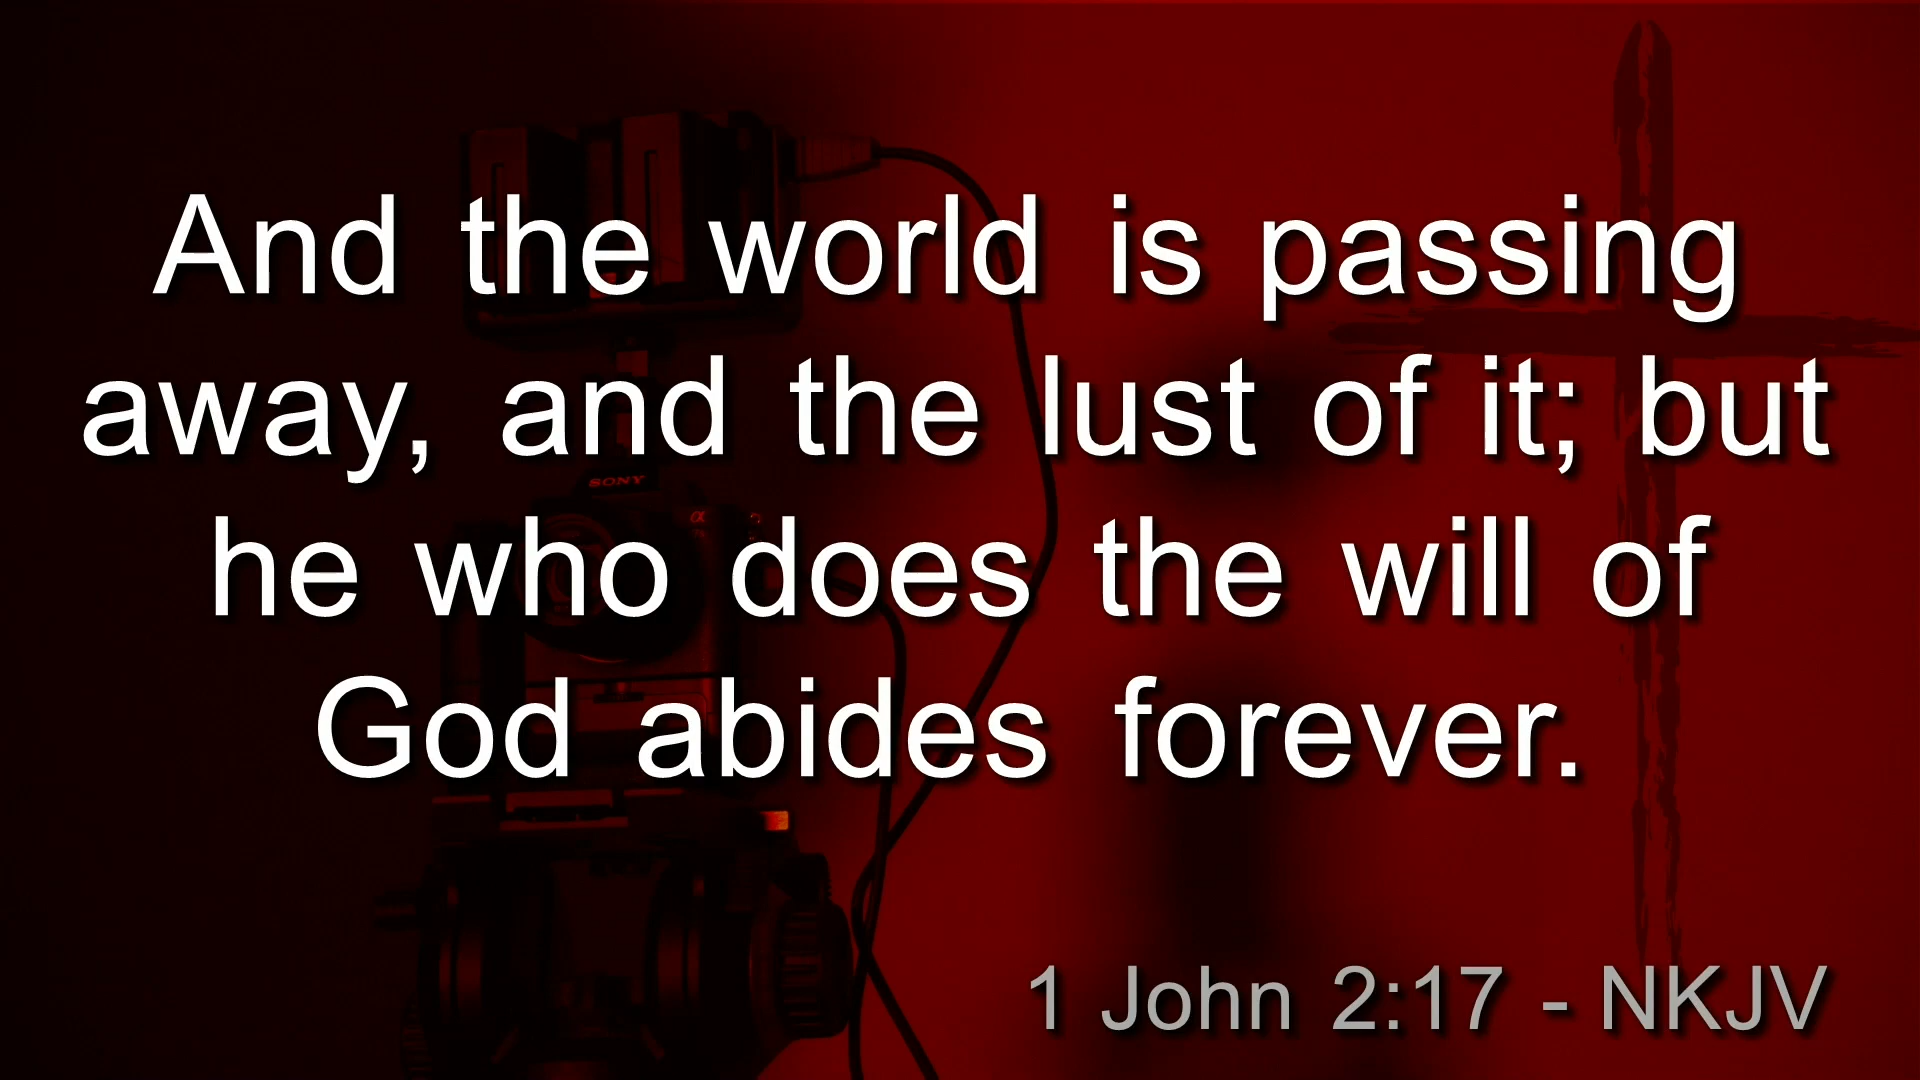 And the world is passing
away, and the lust of it; but
he who does the will of
God abides forever.
SONY
α
1 John 2:17 - NKJV